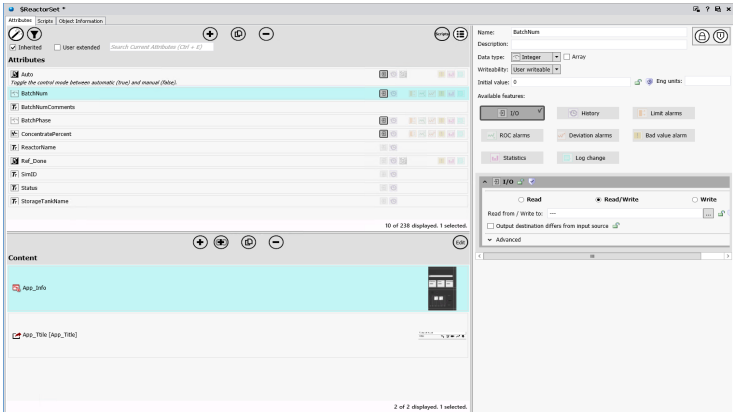 $ReactorSet *
Attributes Scripts Object Information
Scripts
Inherited User extended Search Current Attributes (Ctrl + E)
Attributes
Auto
Toggle the control mode between automatic (true) and manual (false).
BatchNum
BatchNumComments
BatchPhase
ConcentratePercent
ReactorName
Ref_Done
SimID
Status
StorageTankName
10 of 238 displayed. 1 selected.
Edit
Content
App_Info
App_Ttile [App_Title]
2 of 2 displayed. 1 selected.
Name: BatchNum
Description:
Data type: Integer Array
Writeability: User writeable
Initial value: 0 Eng units:
Available features:
I/O History Limit alarms
ROC alarms Deviation alarms Bad value alarm
Statistics Log change
I/O
Read Read/Write Write
Read from / Write to: --- ...
Output destination differs from input source
Advanced